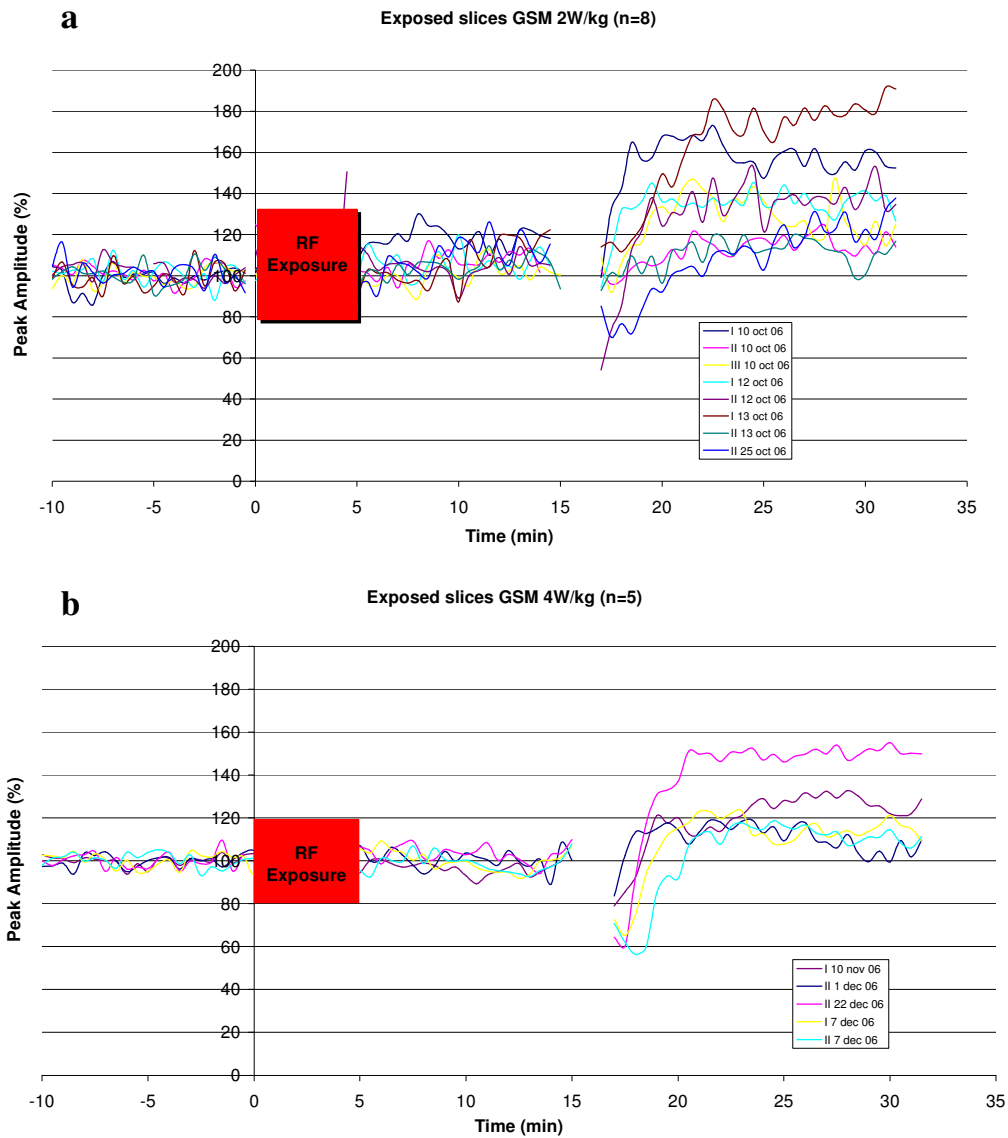 a
Exposed slices GSM 2W/kg (n=8)
Peak Amplitude (%)
200
180
160
140
120
100
80
60
40
20
0
RF
Exposure
I 10 oct 06
II 10 oct 06
III 10 oct 06
I 12 oct 06
II 12 oct 06
I 13 oct 06
II 13 oct 06
II 25 oct 06
-10 -5 0 5 10 15 20 25 30 35
Time (min)
b
Exposed slices GSM 4W/kg (n=5)
Peak Amplitude (%)
200
180
160
140
120
100
80
60
40
20
0
RF
Exposure
I 10 nov 06
II 1 dec 06
II 22 dec 06
I 7 dec 06
II 7 dec 06
-10 -5 0 5 10 15 20 25 30 35
Time (min)